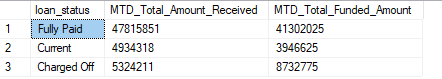 loan_status MTD_Total_Amount_Received MTD_Total_Funded_Amount
1 Fully Paid 47815851 41302025
2 Current 4934318 3946625
3 Charged Off 5324211 8732775